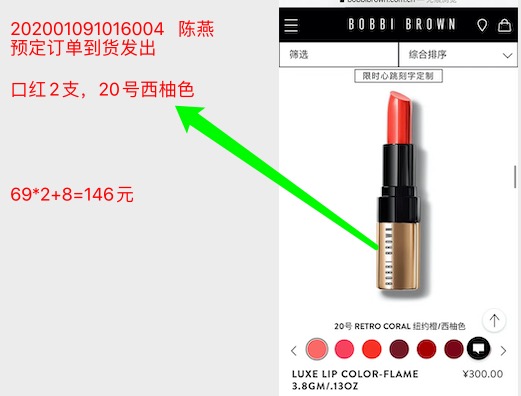 202001091016004 陈燕
预定订单到货发出
口红2支，20号西柚色
69*2+8=146元
BOBBI BROWN
筛选
综合排序
限时心跳刻字定制
BOBBI BROWN
20号 RETRO CORAL 纽约橙/西柚色
LUXE LIP COLOR-FLAME
3.8GM/.13OZ
¥300.00